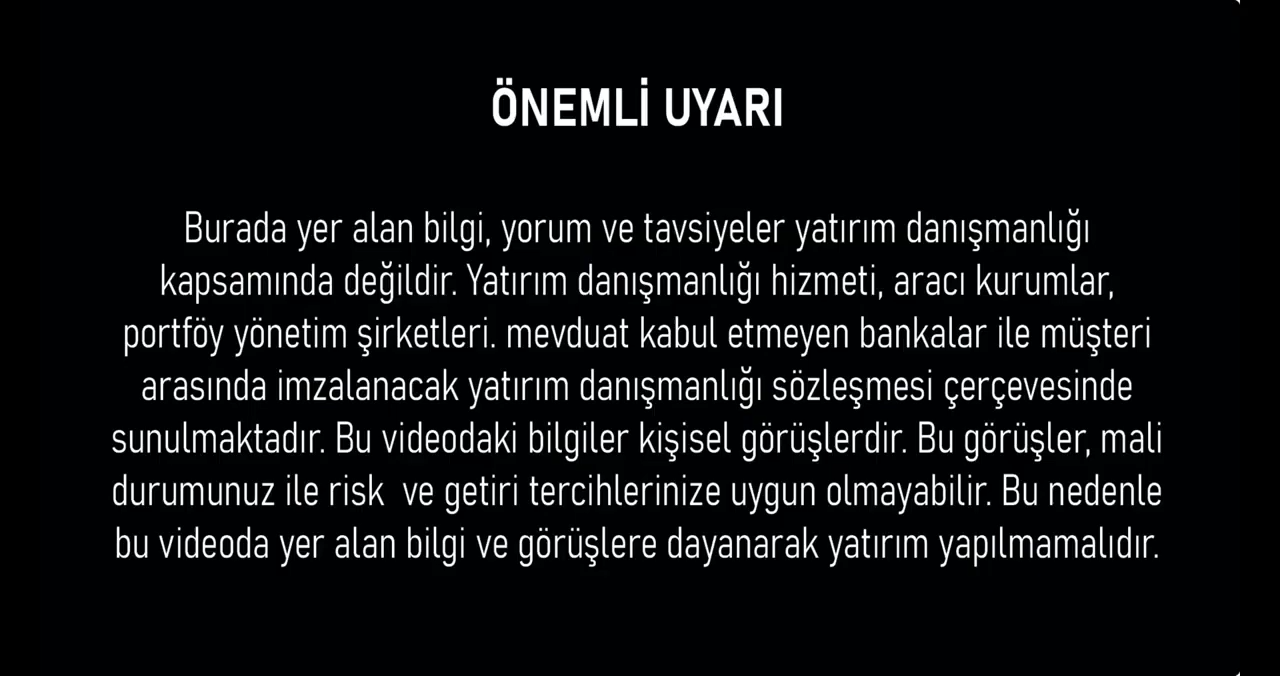 ÖNEMLİ UYARI
Burada yer alan bilgi, yorum ve tavsiyeler yatırım danışmanlığı
kapsamında değildir. Yatırım danışmanlığı hizmeti, aracı kurumlar,
portföy yönetim şirketleri. mevduat kabul etmeyen bankalar ile müşteri
arasında imzalanacak yatırım danışmanlığı sözleşmesi çerçevesinde
sunulmaktadır. Bu videodaki bilgiler kişisel görüşlerdir. Bu görüşler, mali
durumunuz ile risk  ve getiri tercihlerinize uygun olmayabilir. Bu nedenle
bu videoda yer alan bilgi ve görüşlere dayanarak yatırım yapılmamalıdır.